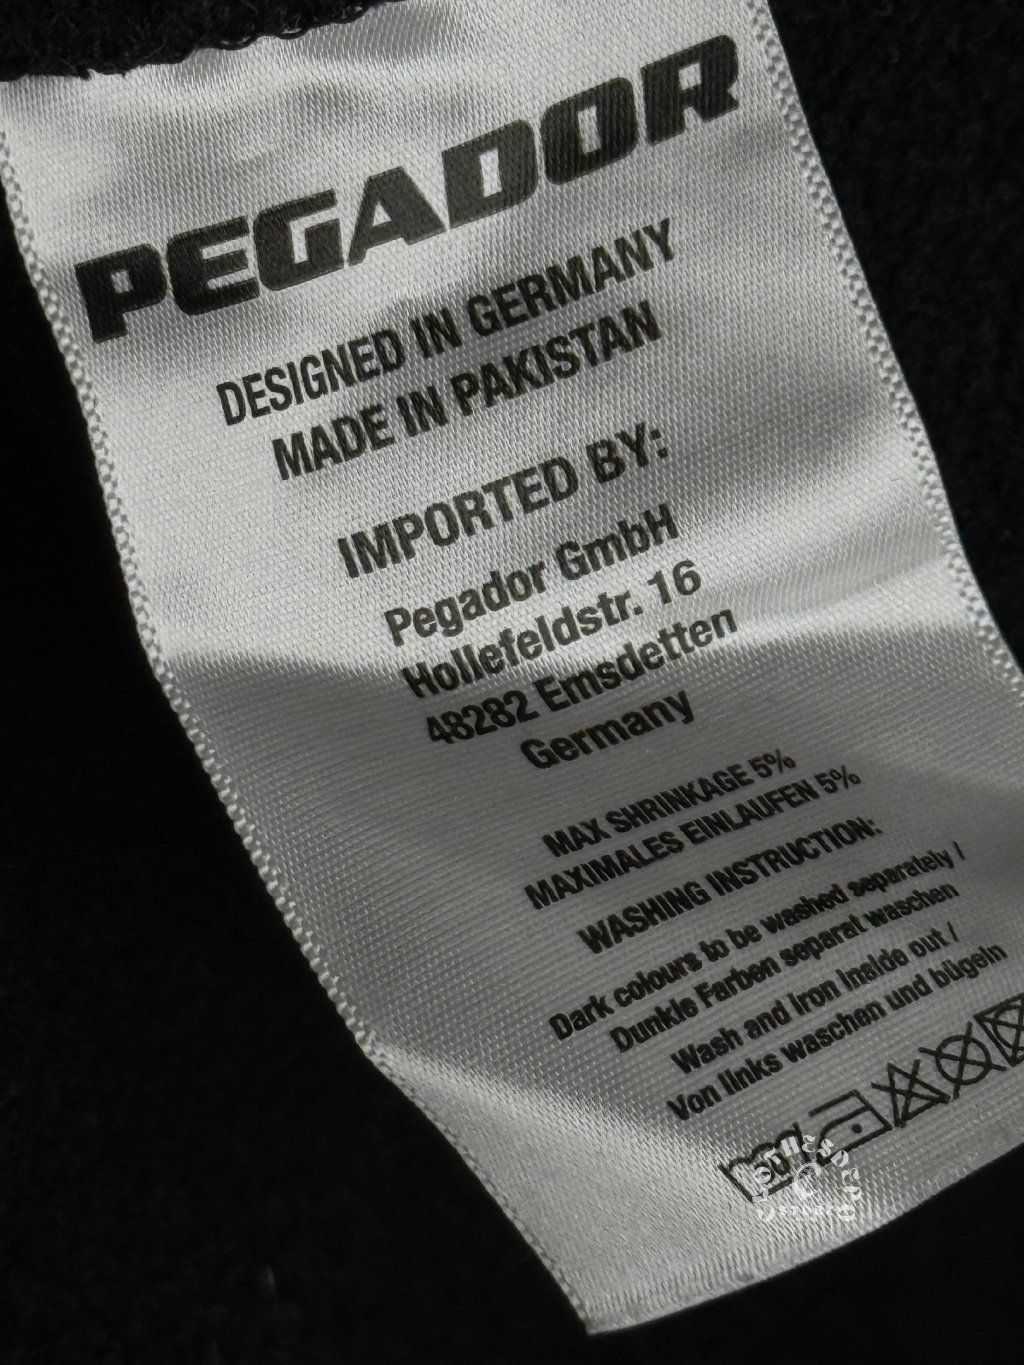 PEGADOR
DESIGNED IN GERMANY
MADE IN PAKISTAN
IMPORTED BY:
Pegador GmbH
Hollefeldstr. 16
48282 Emsdetten
Germany
MAX SHRINKAGE 5%
MAXIMALES EINLAUFEN 5%
WASHING INSTRUCTION:
Dark colours to be washed separately /
Dunkle Farben separat waschen
Wash and iron inside out /
Von links waschen und bügeln